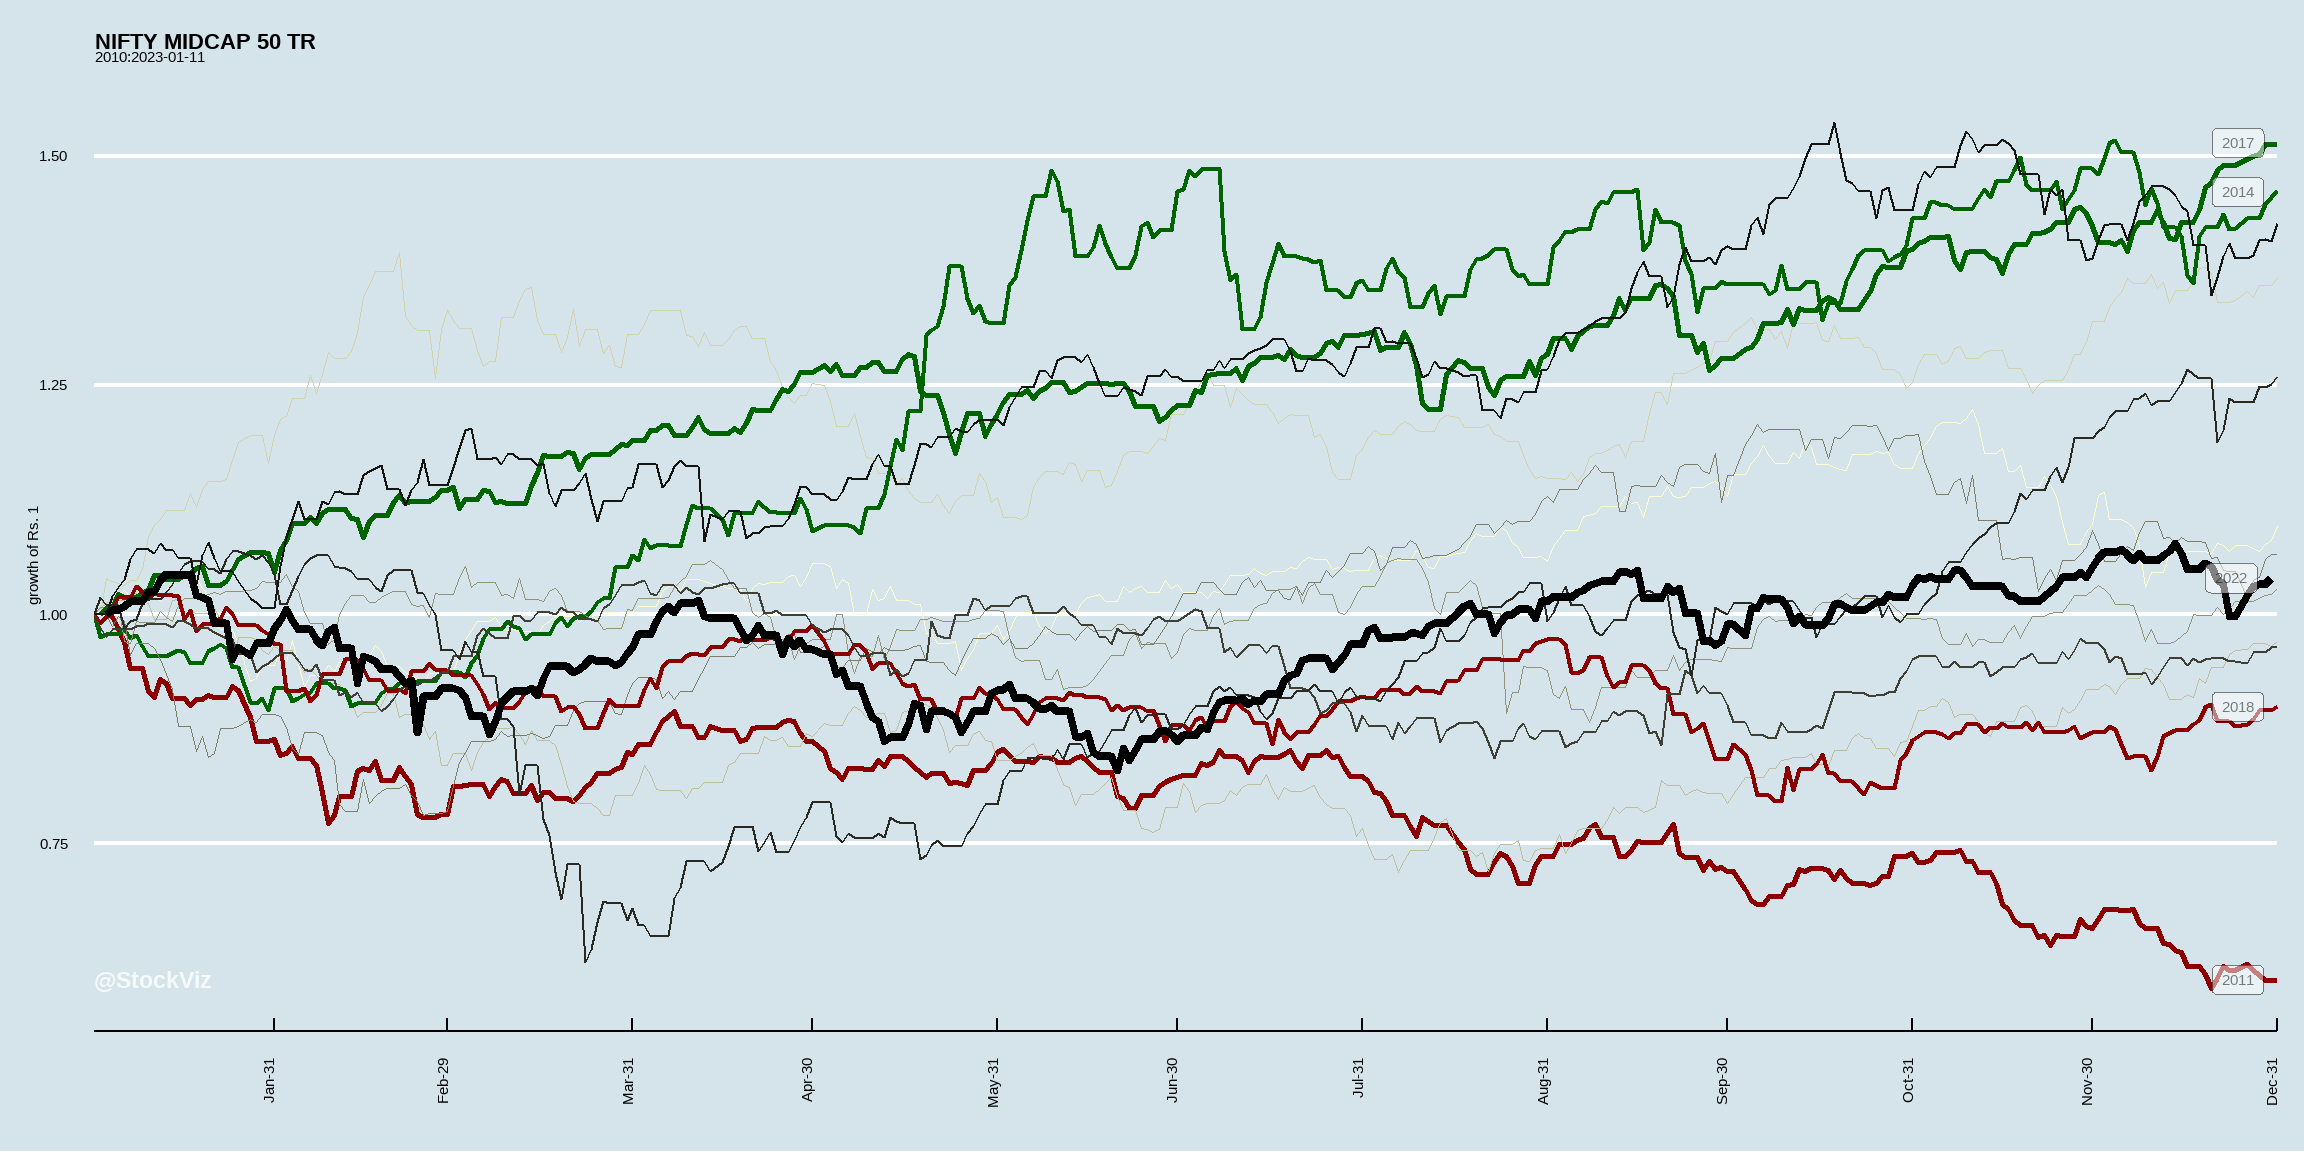 NIFTY MIDCAP 50 TR
2010:2023-01-11
1.50
1.25
1.00
0.75
growth of Rs. 1
2017
2014
2022
2018
2011
@StockViz
Jan-31
Feb-29
Mar-31
Apr-30
May-31
Jun-30
Jul-31
Aug-31
Sep-30
Oct-31
Nov-30
Dec-31